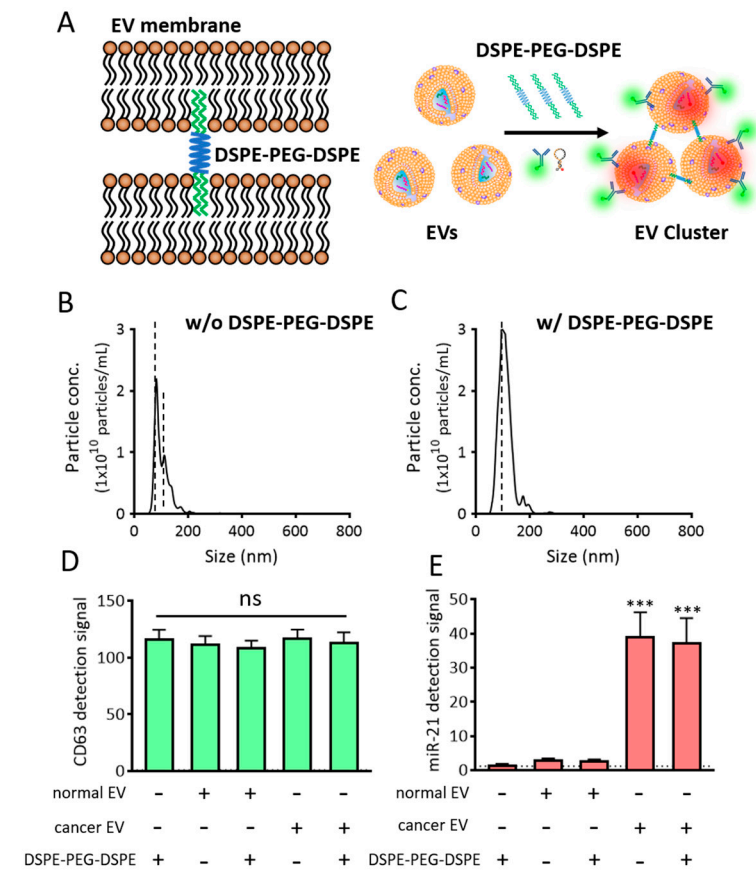 A
EV membrane
DSPE-PEG-DSPE
DSPE-PEG-DSPE
EVs
EV Cluster
B
w/o DSPE-PEG-DSPE
Particle conc.
(1x10¹⁰ particles/mL)
3
2
1
0
0 200 400 600 800
Size (nm)
C
w/ DSPE-PEG-DSPE
Particle conc.
(1x10¹⁰ particles/mL)
3
2
1
0
0 200 400 600 800
Size (nm)
D
CD63 detection signal
150
100
50
0
ns
normal EV - + + - -
cancer EV - - - + +
DSPE-PEG-DSPE + - + - +
E
miR-21 detection signal
50
40
30
20
10
0
*** ***
normal EV - + + - -
cancer EV - - - + +
DSPE-PEG-DSPE + - + - +